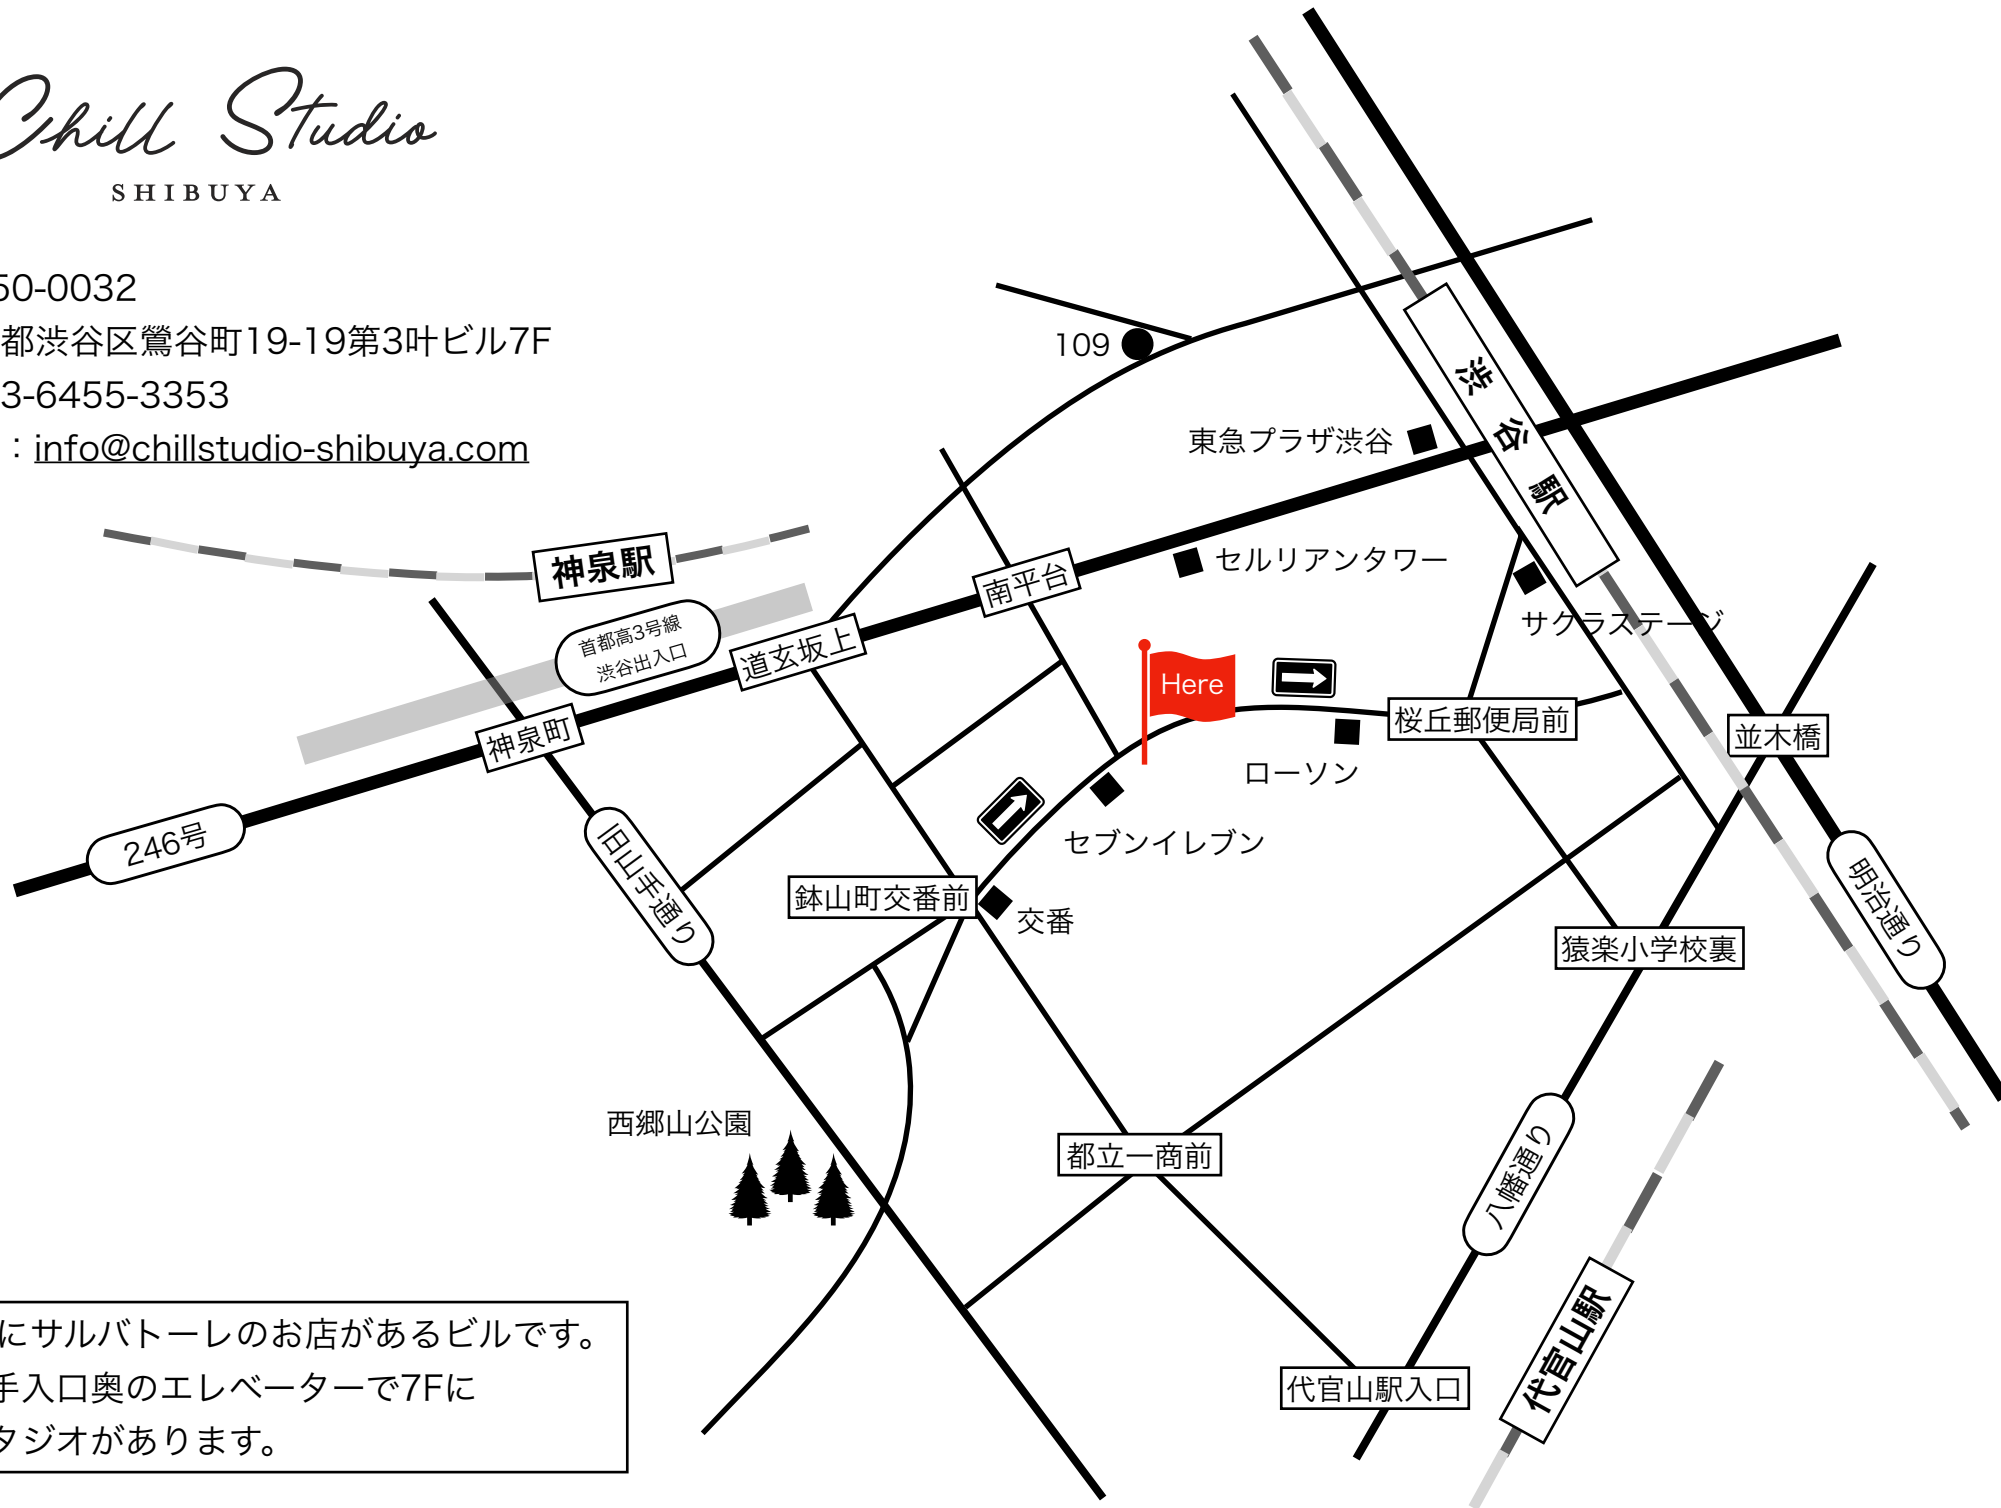 Chill Studio
SHIBUYA
50-0032
都渋谷区鶯谷町19-19第3叶ビル7F
3-6455-3353
：info@chillstudio-shibuya.com
109
渋谷駅
東急プラザ渋谷
セルリアンタワー
サクラステージ
神泉駅
首都高3号線
渋谷出入口
道玄坂上
南平台
神泉町
246号
旧山手通り
Here
桜丘郵便局前
並木橋
ローソン
セブンイレブン
明治通り
鉢山町交番前
交番
猿楽小学校裏
西郷山公園
都立一商前
八幡通り
代官山駅
代官山駅入口
にサルバトーレのお店があるビルです。
手入口奥のエレベーターで7Fに
タジオがあります。